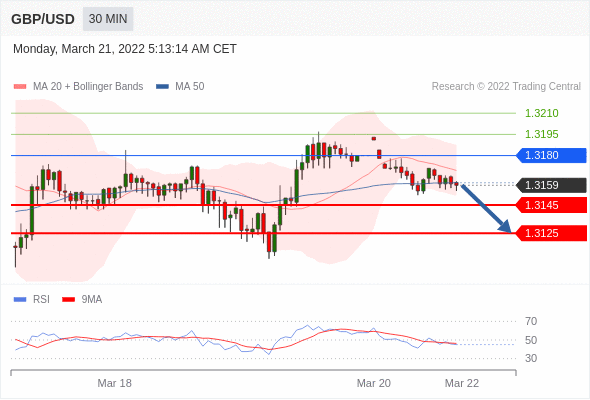 GBP/USD 30 MIN
Monday, March 21, 2022 5:13:14 AM CET
MA 20 + Bollinger Bands MA 50 Research © 2022 Trading Central
1.3210
1.3195
1.3180
1.3159
1.3145
1.3125
RSI 9MA
70
50
30
Mar 18 Mar 20 Mar 22